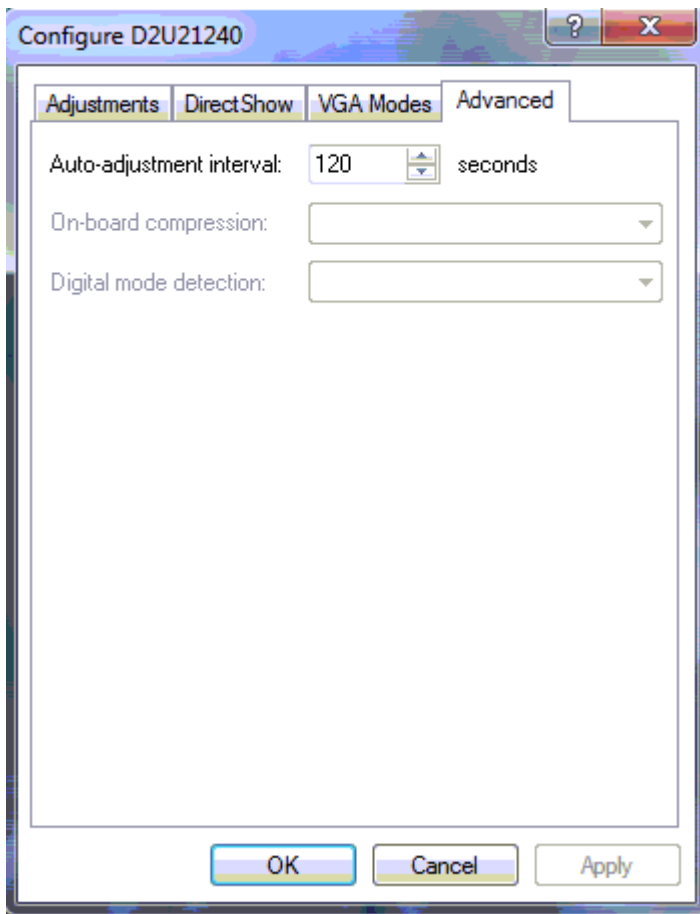 Configure D2U21240
Adjustments DirectShow VGA Modes Advanced
Auto-adjustment interval: 120 seconds
On-board compression:
Digital mode detection:
OK Cancel Apply